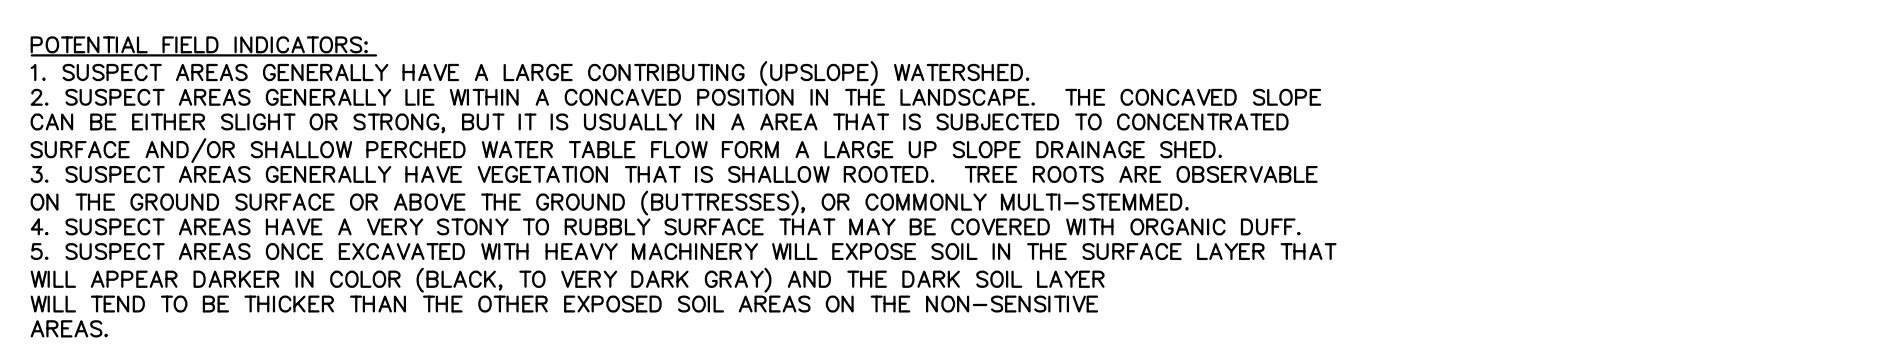 POTENTIAL FIELD INDICATORS:
1. SUSPECT AREAS GENERALLY HAVE A LARGE CONTRIBUTING (UPSLOPE) WATERSHED.
2. SUSPECT AREAS GENERALLY LIE WITHIN A CONCAVED POSITION IN THE LANDSCAPE. THE CONCAVED SLOPE
CAN BE EITHER SLIGHT OR STRONG, BUT IT IS USUALLY IN A AREA THAT IS SUBJECTED TO CONCENTRATED
SURFACE AND/OR SHALLOW PERCHED WATER TABLE FLOW FORM A LARGE UP SLOPE DRAINAGE SHED.
3. SUSPECT AREAS GENERALLY HAVE VEGETATION THAT IS SHALLOW ROOTED. TREE ROOTS ARE OBSERVABLE
ON THE GROUND SURFACE OR ABOVE THE GROUND (BUTTRESSES), OR COMMONLY MULTI-STEMMED.
4. SUSPECT AREAS HAVE A VERY STONY TO RUBBLY SURFACE THAT MAY BE COVERED WITH ORGANIC DUFF.
5. SUSPECT AREAS ONCE EXCAVATED WITH HEAVY MACHINERY WILL EXPOSE SOIL IN THE SURFACE LAYER THAT
WILL APPEAR DARKER IN COLOR (BLACK, TO VERY DARK GRAY) AND THE DARK SOIL LAYER
WILL TEND TO BE THICKER THAN THE OTHER EXPOSED SOIL AREAS ON THE NON-SENSITIVE
AREAS.